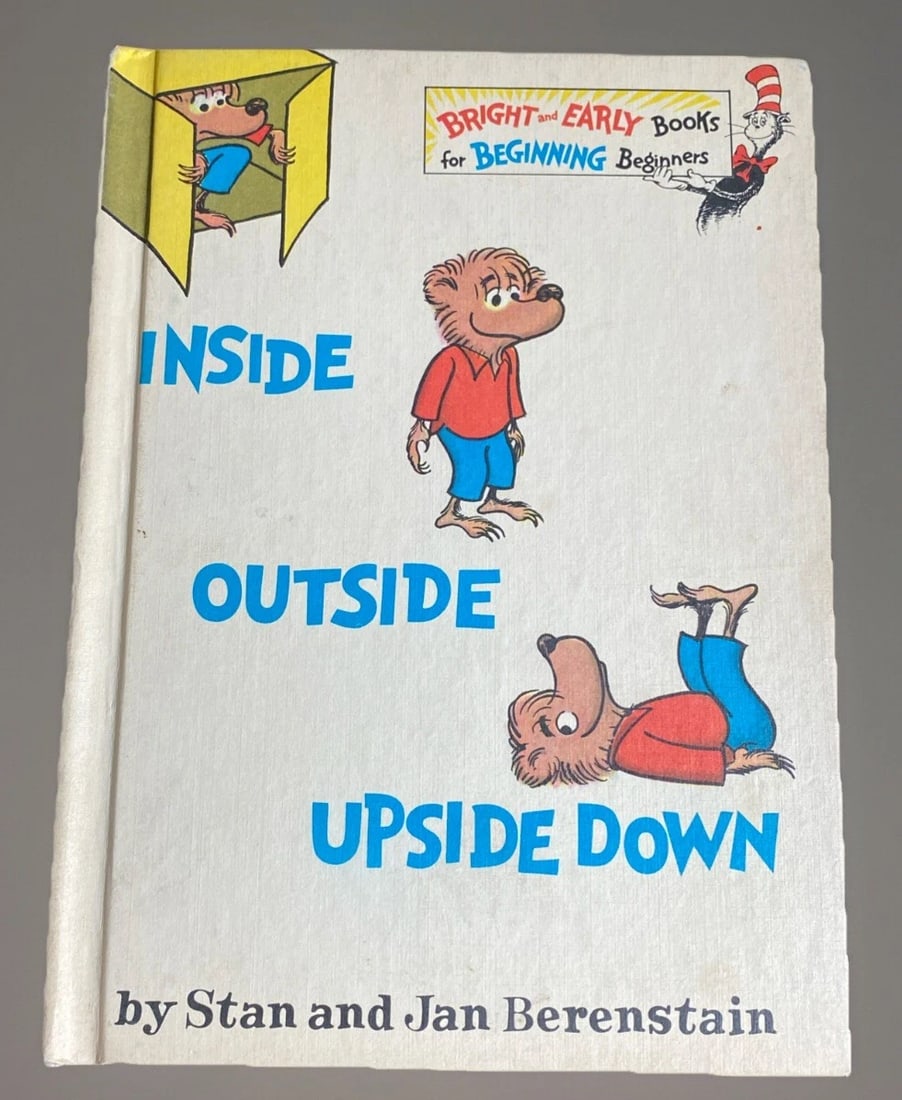 BRIGHT and EARLY BOOKS
for BEGINNING Beginners
INSIDE
OUTSIDE
UPSIDE DOWN
by Stan and Jan Berenstain